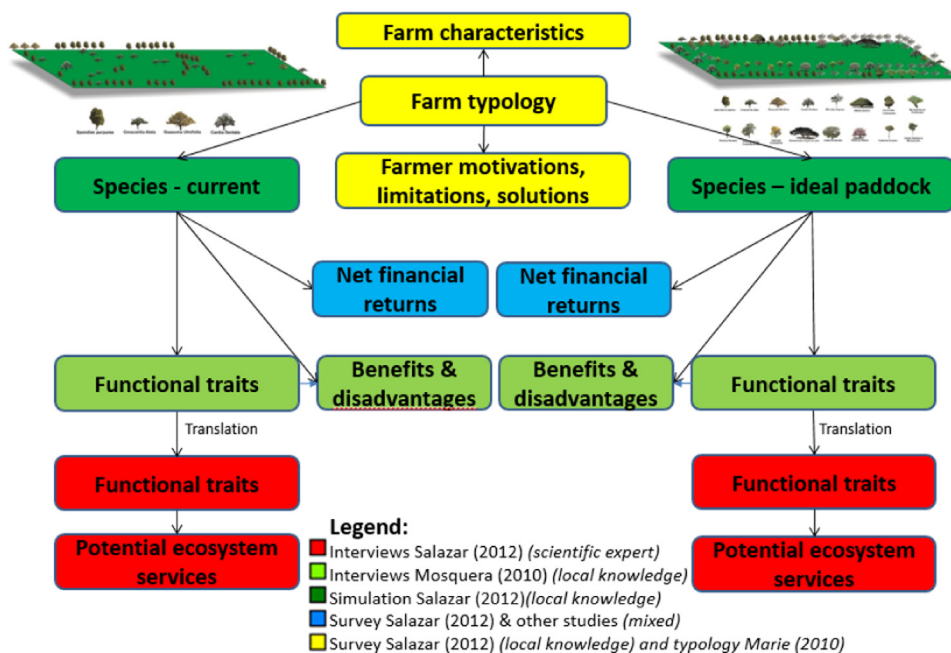 Farm characteristics
Farm typology
Farmer motivations,
limitations, solutions
Species - current
Species – ideal paddock
Net financial
returns
Net financial
returns
Functional traits
Benefits &
disadvantages
Benefits &
disadvantages
Functional traits
Translation
Translation
Functional traits
Functional traits
Potential ecosystem
services
Potential ecosystem
services
Legend:
Interviews Salazar (2012) (scientific expert)
Interviews Mosquera (2010) (local knowledge)
Simulation Salazar (2012)(local knowledge)
Survey Salazar (2012) & other studies (mixed)
Survey Salazar (2012) (local knowledge) and typology Marie (2010)